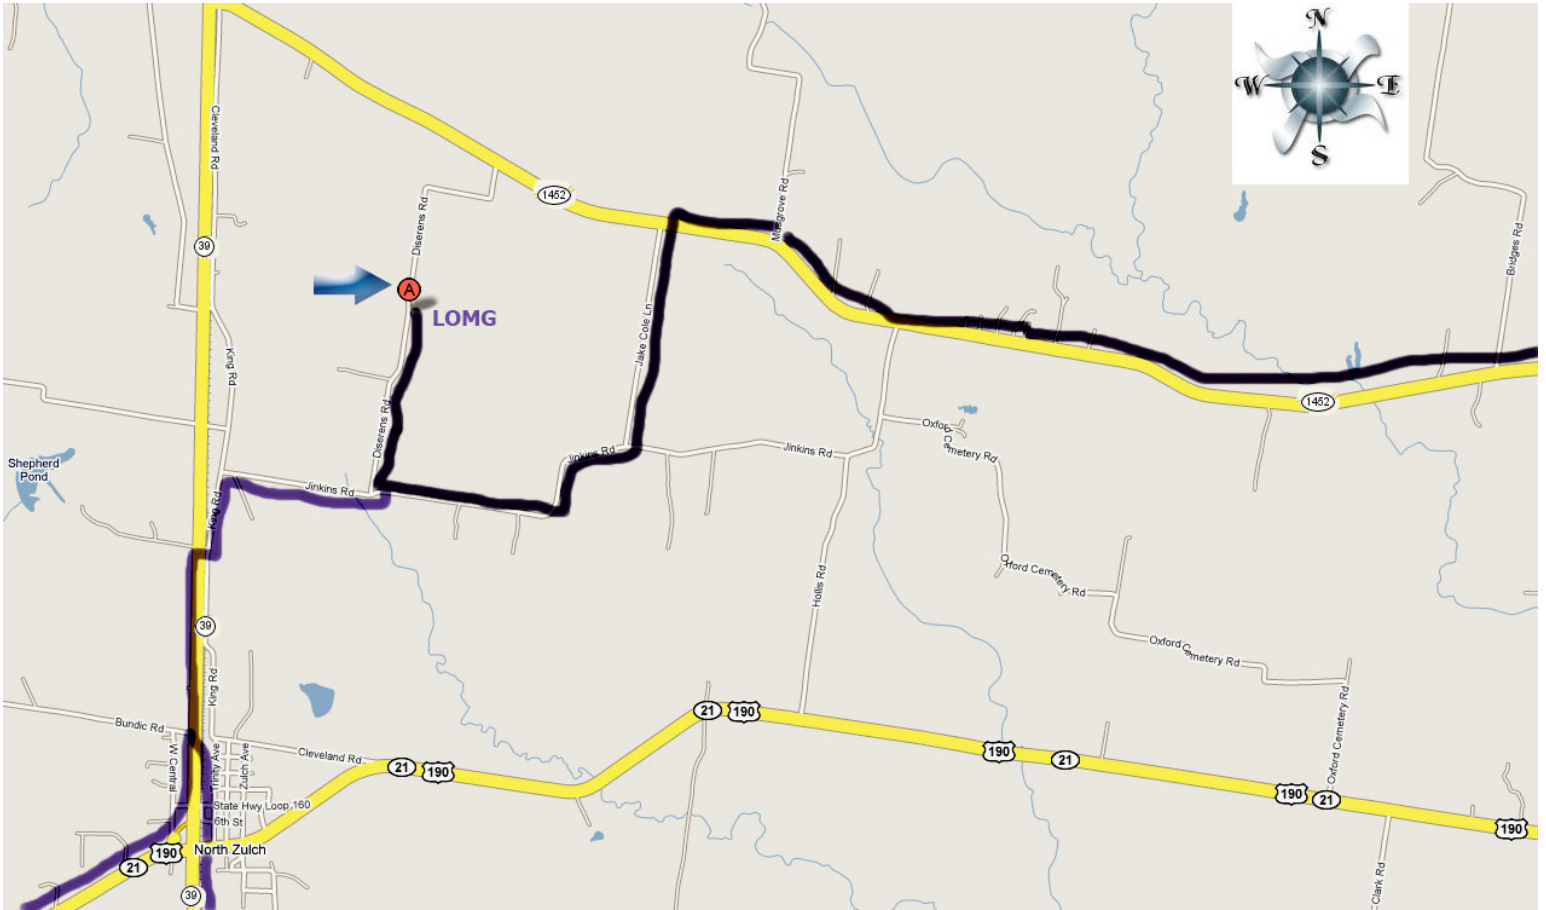 N
W
E
S
Cleveland Rd
1452
Diserens Rd
Musgrove Rd
39
Bridges Rd
A
LOMG
Jake Cole Ln
King Rd
1452
Diserens Rd
Oxford Cemetery Rd
Jinkins Rd
Jinkins Rd
Shepherd
Pond
Jinkins Rd
King Rd
Oxford Cemetery Rd
Hollis Rd
39
Oxford Cemetery Rd
King Rd
Oxford Cemetery Rd
21
190
Bundic Rd
W Central
Trinity Ave
Zulch Ave
Cleveland Rd
21
190
190
21
190
21
State Hwy Loop 160
6th St
190
North Zulch
190
21
Clark Rd
39